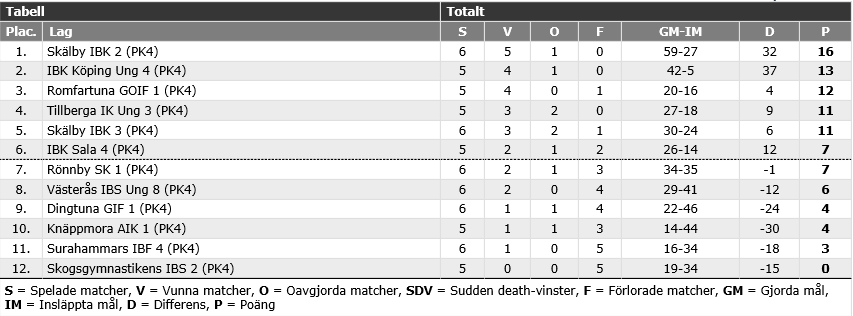 Tabell Totalt
Plac. Lag S V O F GM-IM D P
1. Skälby IBK 2 (PK4) 6 5 1 0 59-27 32 16
2. IBK Köping Ung 4 (PK4) 5 4 1 0 42-5 37 13
3. Romfartuna GOIF 1 (PK4) 5 4 0 1 20-16 4 12
4. Tillberga IK Ung 3 (PK4) 5 3 2 0 27-18 9 11
5. Skälby IBK 3 (PK4) 6 3 2 1 30-24 6 11
6. IBK Sala 4 (PK4) 5 2 1 2 26-14 12 7
7. Rönnby SK 1 (PK4) 6 2 1 3 34-35 -1 7
8. Västerås IBS Ung 8 (PK4) 6 2 0 4 29-41 -12 6
9. Dingtuna GIF 1 (PK4) 6 1 1 4 22-46 -24 4
10. Knäppmora AIK 1 (PK4) 5 1 1 3 14-44 -30 4
11. Surahammars IBF 4 (PK4) 6 1 0 5 16-34 -18 3
12. Skogsgymnastikens IBS 2 (PK4) 5 0 0 5 19-34 -15 0
S = Spelade matcher, V = Vunna matcher, O = Oavgjorda matcher, SDV = Sudden death-vinster, F = Förlorade matcher, GM = Gjorda mål,
IM = Insläppta mål, D = Differens, P = Poäng